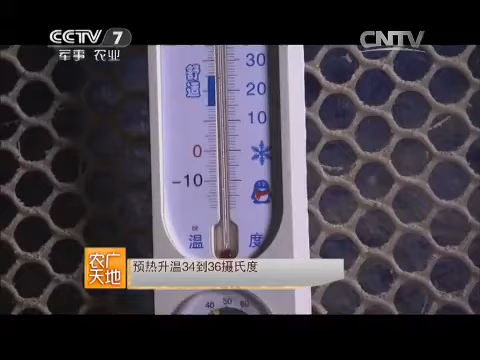 CCTV 7
军事 农业
CNTV
舒适
30
20
10
0
-10
温 度
农广
天地
预热升温34到36摄氏度
40 50 60